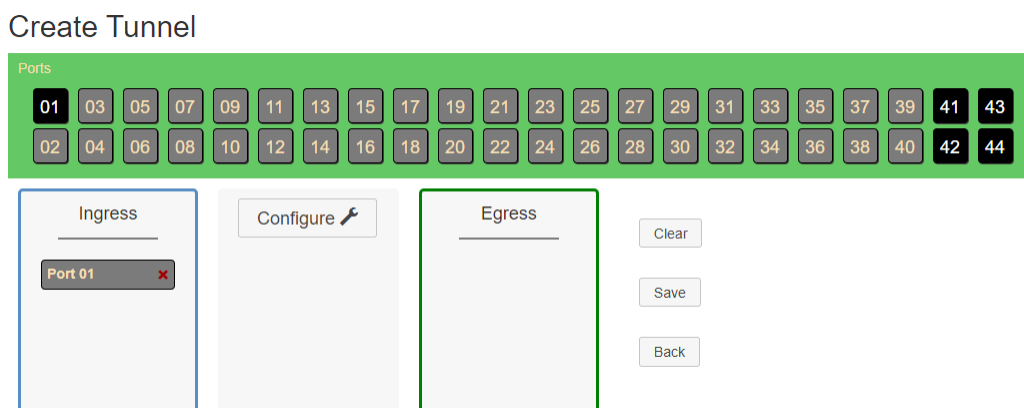 Create Tunnel
Ports
01 03 05 07 09 11 13 15 17 19 21 23 25 27 29 31 33 35 37 39 41 43
02 04 06 08 10 12 14 16 18 20 22 24 26 28 30 32 34 36 38 40 42 44
Ingress
Port 01
Configure
Egress
Clear
Save
Back